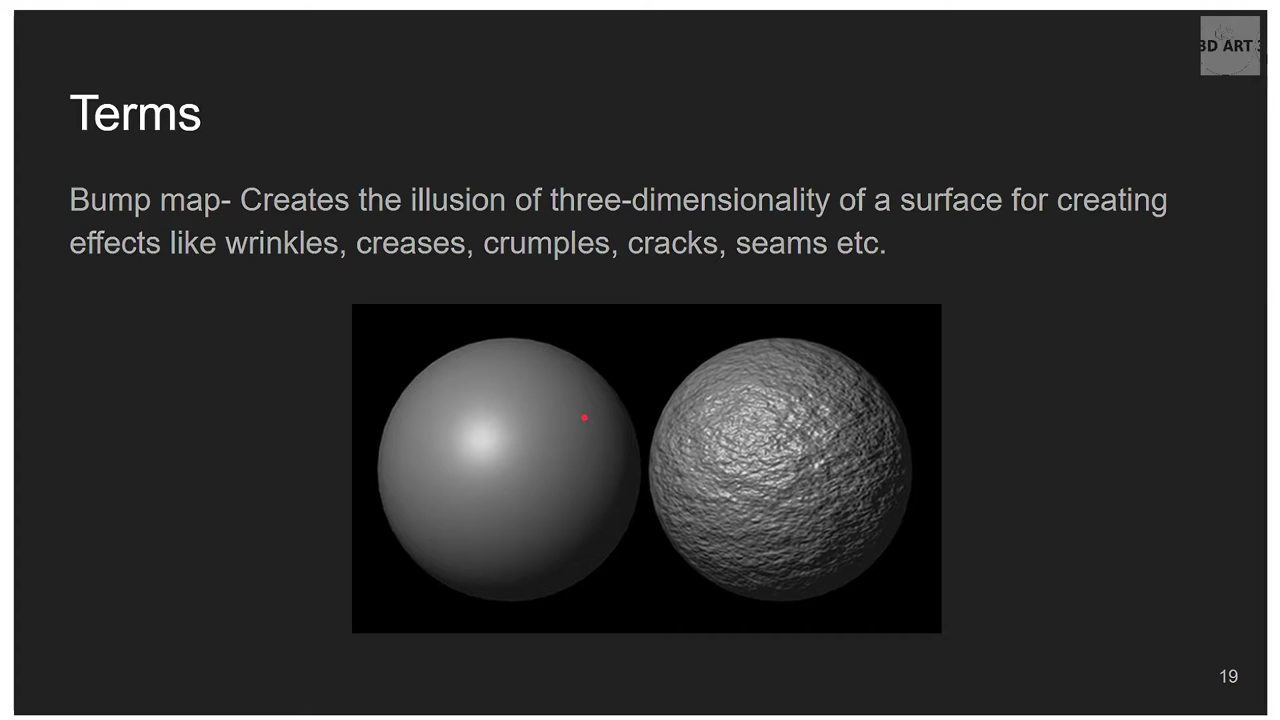 3D ART 3
Terms
Bump map- Creates the illusion of three-dimensionality of a surface for creating
effects like wrinkles, creases, crumples, cracks, seams etc.
19